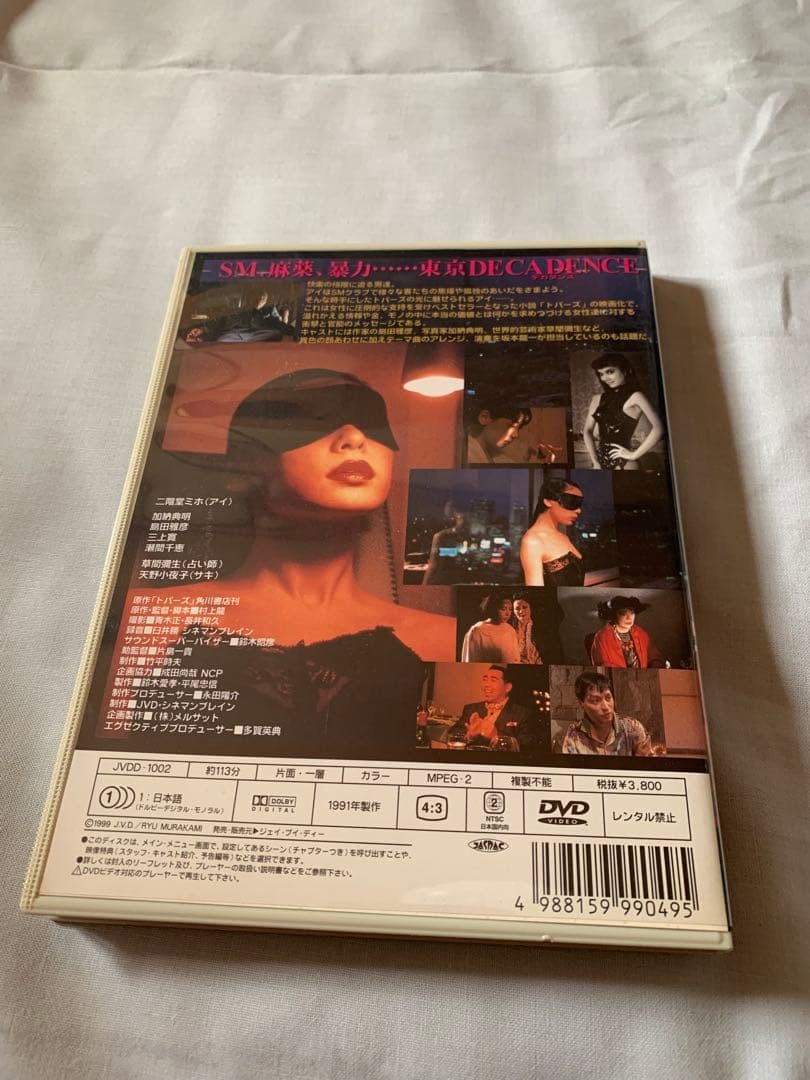 SM、麻薬、暴力……東京DECADENCE
デカダンス
快楽の極限に迫る男達。
アイはSMクラブで様々な客たちの悪寝や孤独のあいだをさまよう。
そんな時手にしたトパーズの光に魅せられるアイ……。
これは女性に圧倒的な支持を受けベストセラーとなった小説「トパーズ」の映画化で、
溢れかえる情報や金、モノの中に本当の価値とは何かを求めつづける女性達に対する
衝撃と官能のメッセージである。
キャストには作家の島田雅彦、写真家加納典明、世界的芸術家草間彌生など、
異色の顔あわせに加えテーマ曲のアレンジ、演奏を坂本龍一が担当しているのも話題だ。
二階堂ミホ(アイ)
加納典明
島田雅彦
三上寛
瀬間千恵
草間彌生(占い師)
天野小夜子(サキ)
原作「トパーズ」角川書店刊
原作・監督・脚本■村上龍
撮影■青木正・長井和久
録音■臼井勝 シネマンブレイン
サウンドスーパーバイザー■鈴木昭彦
助監督■片島一貴
制作■竹平時夫
企画協力■成田尚哉 NCP
製作■鈴木愛孝・平尾忠信
制作プロデューサー■永田陽介
制作■JVD・シネマンブレイン
企画製作■(株)メルサット
エグゼクティブプロデューサー■多賀英典
JVDD-1002 約113分 片面・一層 カラー MPEG-2 複製不能 税抜¥3,800
1 1：日本語 (ドルビーデジタル・モノラル) DOLBY DIGITAL 1991年製作 4:3 2 NTSC 日本国内向 DVD VIDEO レンタル禁止
©1999 J.V.D./RYU MURAKAMI 発売・販売元▶ジェイ・ブイ・ディー JASRAC
●このディスクは、メイン・メニュー画面で、設定してあるシーン(チャプターつき)を呼び出すことや、
映像特典(スタッフ・キャスト紹介、予告編等)などを選択できます。
●詳しくは封入のリーフレット及び、プレーヤーの取扱い説明書などをご参照下さい。
⚠DVDビデオ対応のプレーヤーで再生して下さい。
4 988159 990495